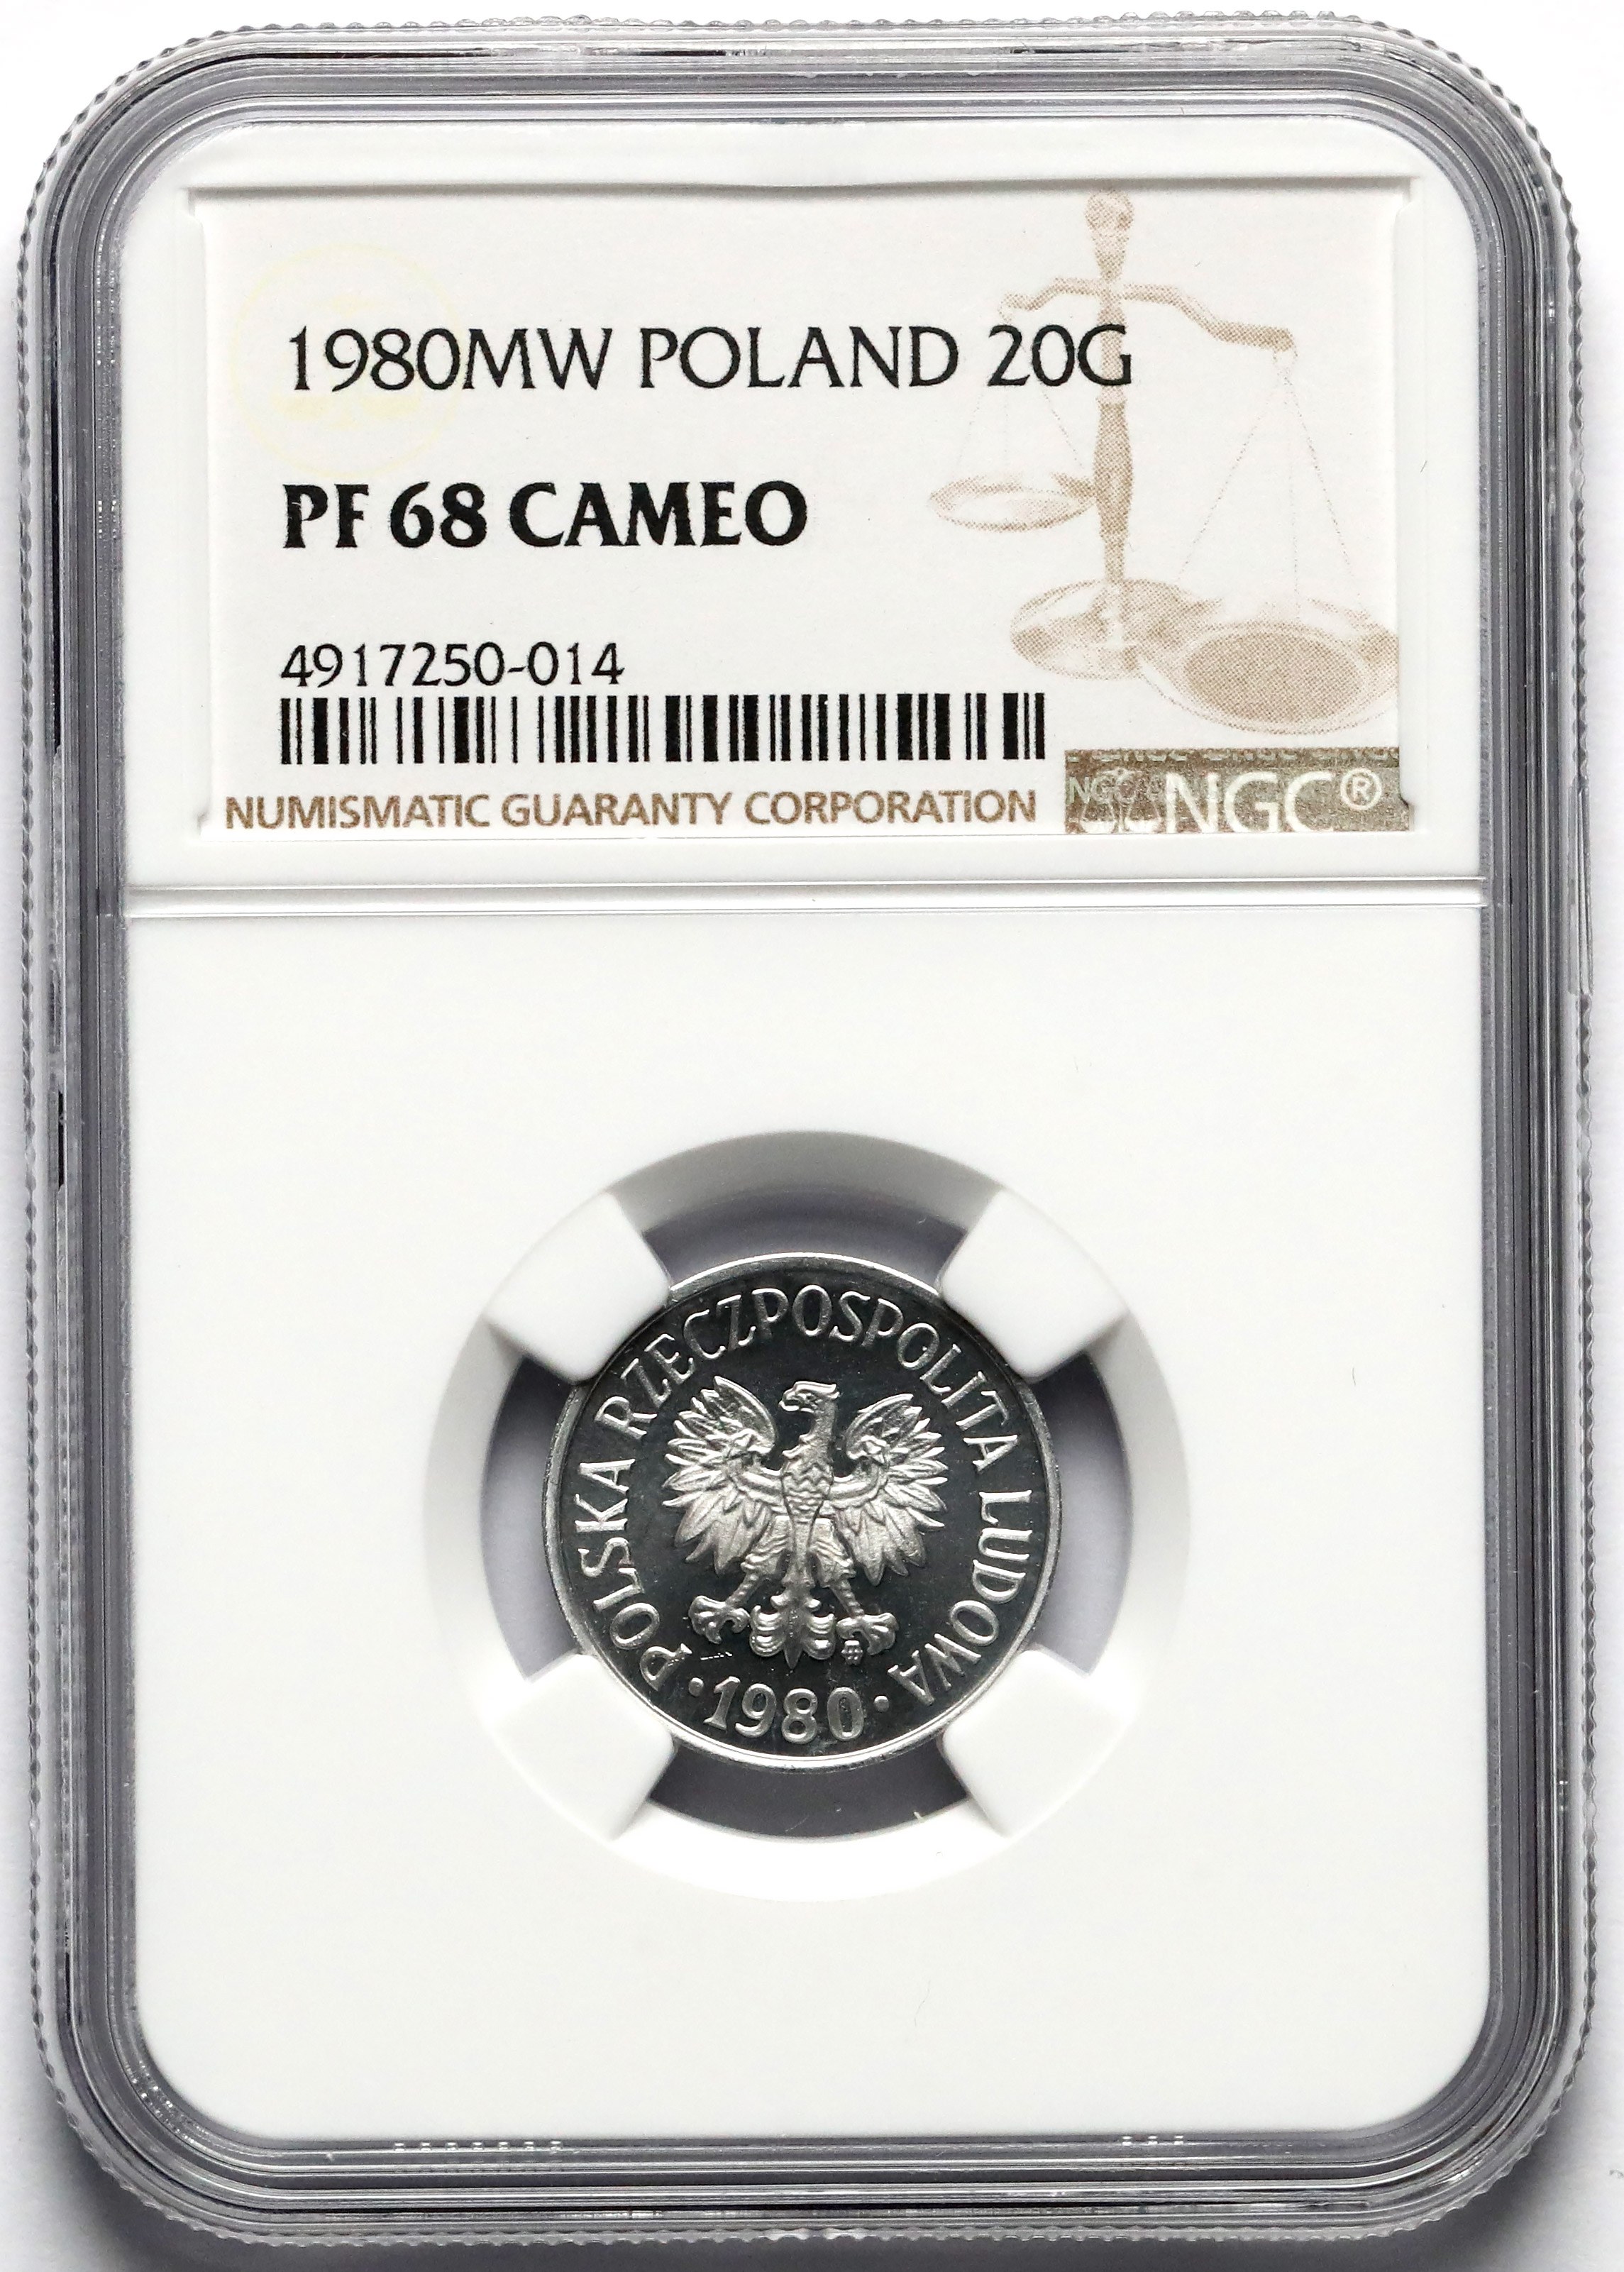 1980MW POLAND 20G
PF 68 CAMEO
4917250-014
NUMISMATIC GUARANTY CORPORATION
NGC®
POLSKA RZECZPOSPOLITA LUDOWA
·1980·